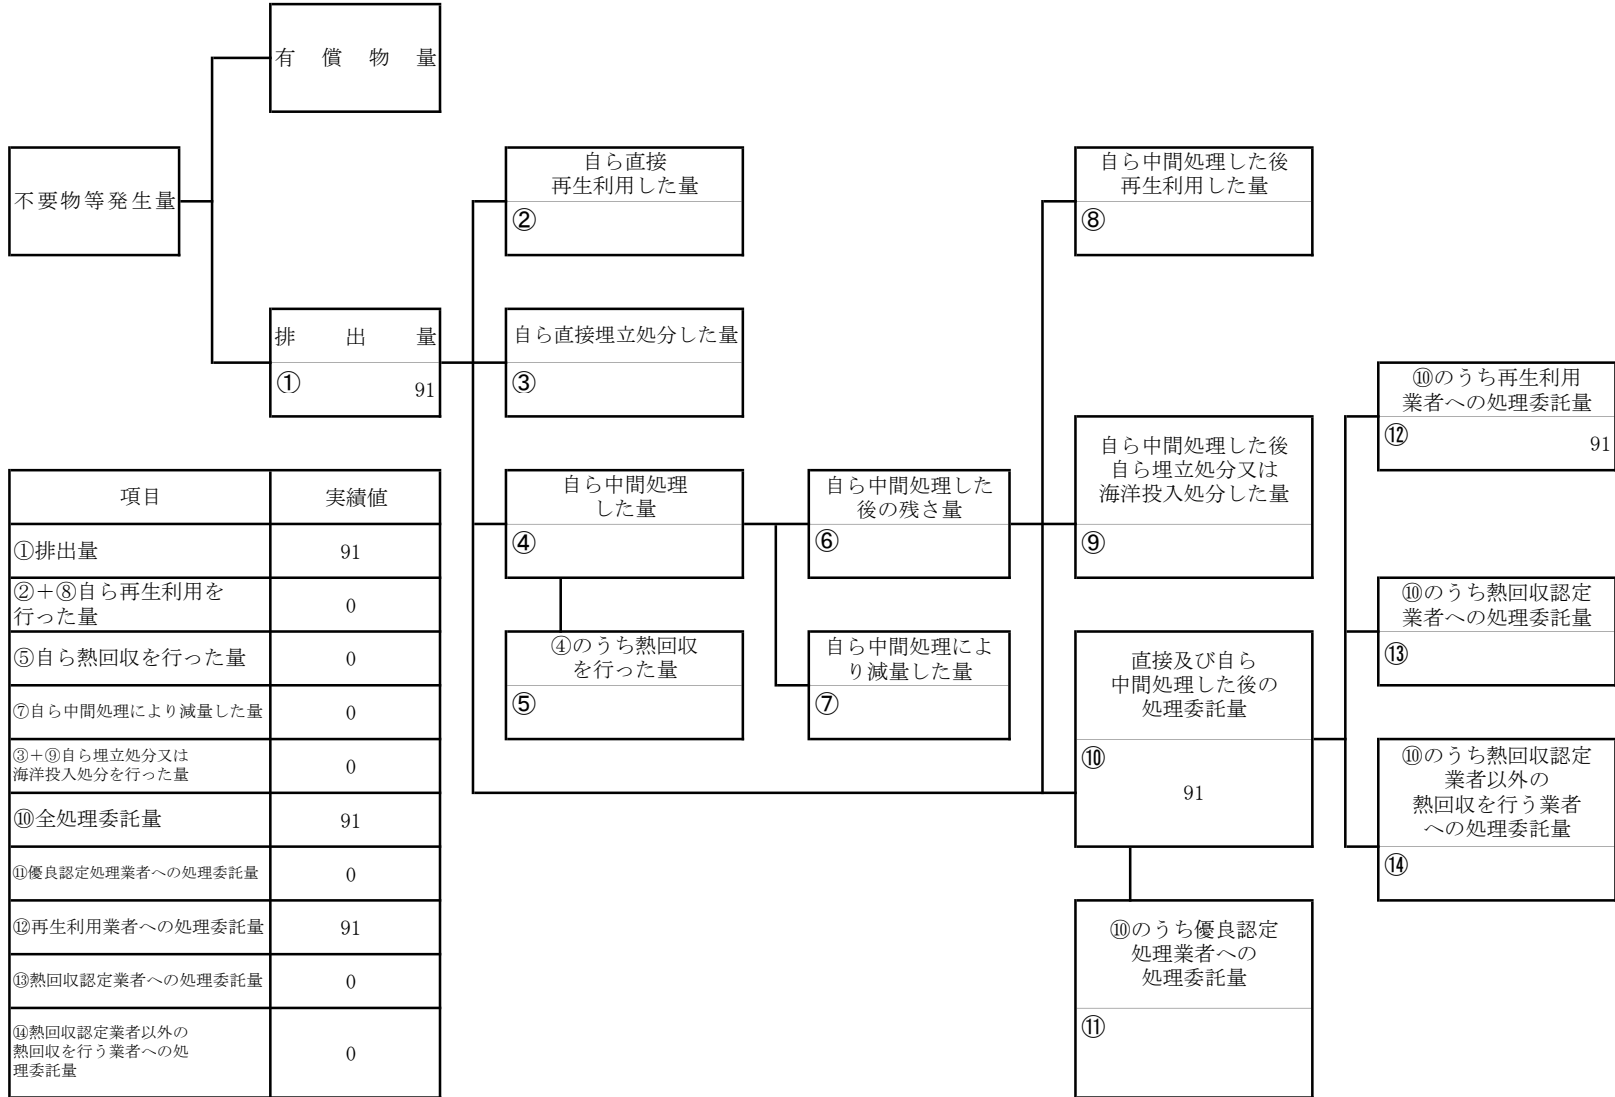 有償物量
不要物等発生量
排出量
①
91
自ら直接
再生利用した量
②
自ら直接埋立処分した量
③
自ら中間処理
した量
④
④のうち熱回収
を行った量
⑤
自ら中間処理した
後の残さ量
⑥
自ら中間処理によ
り減量した量
⑦
自ら中間処理した後
再生利用した量
⑧
自ら中間処理した後
自ら埋立処分又は
海洋投入処分した量
⑨
直接及び自ら
中間処理した後の
処理委託量
⑩
91
⑩のうち優良認定
処理業者への
処理委託量
⑪
⑩のうち再生利用
業者への処理委託量
⑫
91
⑩のうち熱回収認定
業者への処理委託量
⑬
⑩のうち熱回収認定
業者以外の
熱回収を行う業者
への処理委託量
⑭
項目 実績値
①排出量 91
②＋⑧自ら再生利用を
行った量 0
⑤自ら熱回収を行った量 0
⑦自ら中間処理により減量した量 0
③＋⑨自ら埋立処分又は
海洋投入処分を行った量 0
⑩全処理委託量 91
⑪優良認定処理業者への処理委託量 0
⑫再生利用業者への処理委託量 91
⑬熱回収認定業者への処理委託量 0
⑭熱回収認定業者以外の
熱回収を行う業者への処
理委託量 0